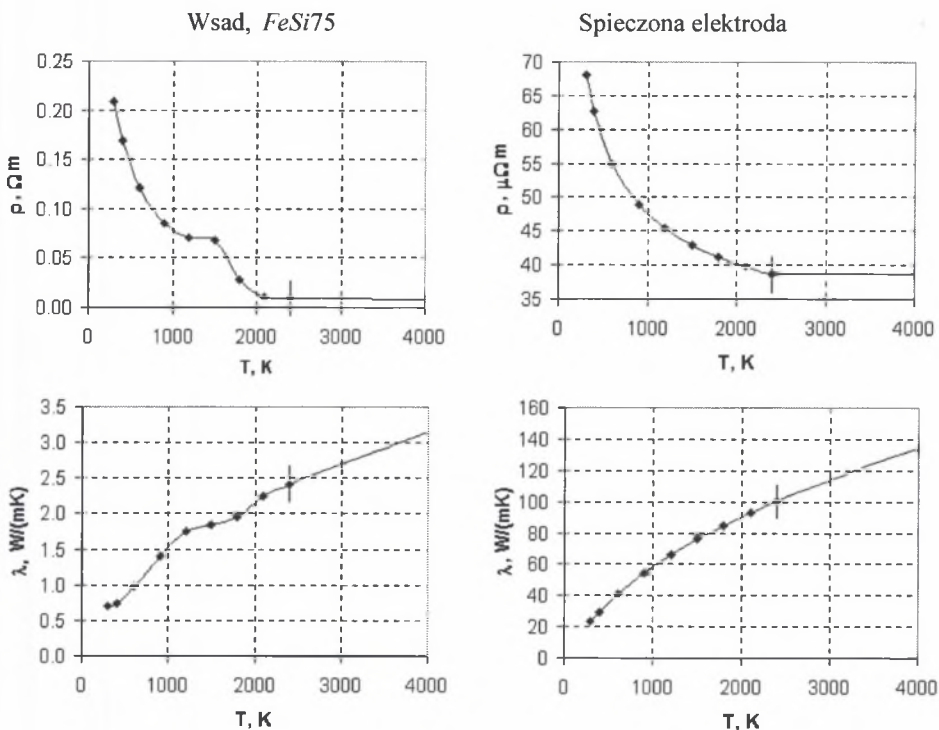 Wsad, FeSi75
Spieczona elektroda
0.25
0.20
0.15
0.10
0.05
0.00
ρ, Ωm
0 1000 2000 3000 4000
T, K
70
65
60
55
50
45
40
35
ρ, μΩm
0 1000 2000 3000 4000
T, K
3.5
3.0
2.5
2.0
1.5
1.0
0.5
0.0
λ, W/(mK)
0 1000 2000 3000 4000
T, K
160
140
120
100
80
60
40
20
0
λ, W/(mK)
0 1000 2000 3000 4000
T, K